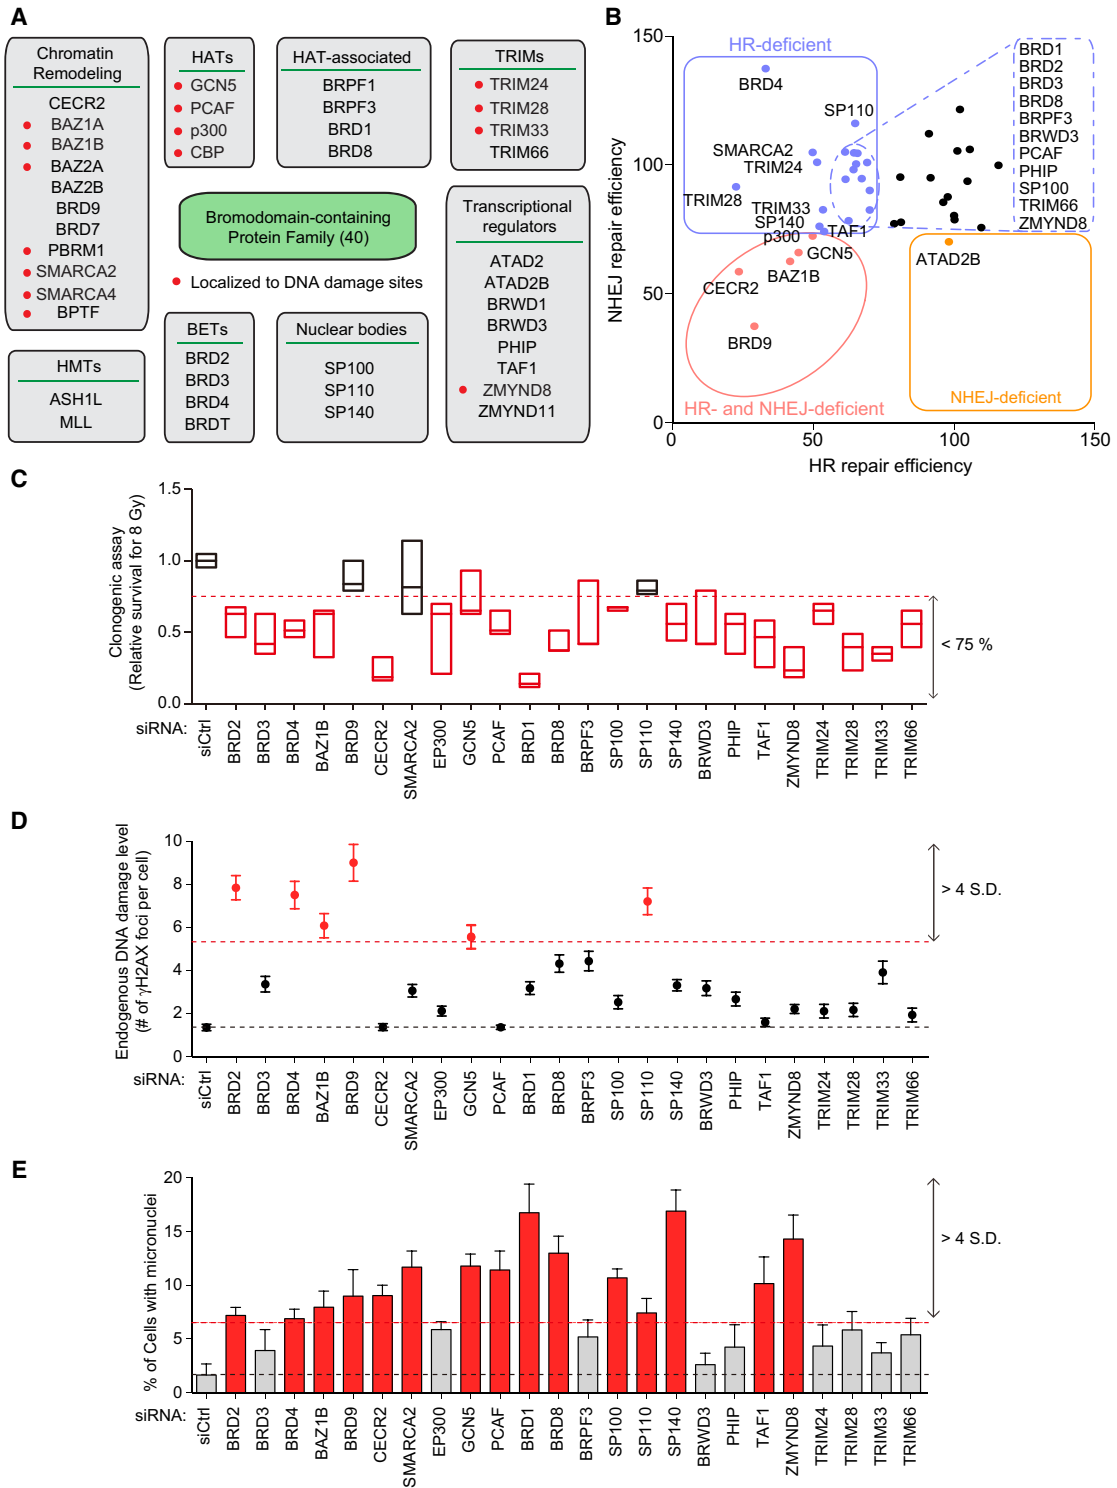 A
Chromatin
Remodeling
CECR2
BAZ1A
BAZ1B
BAZ2A
BAZ2B
BRD9
BRD7
PBRM1
SMARCA2
SMARCA4
BPTF
HATs
GCN5
PCAF
p300
CBP
HAT-associated
BRPF1
BRPF3
BRD1
BRD8
TRIMs
TRIM24
TRIM28
TRIM33
TRIM66
Bromodomain-containing
Protein Family (40)
Localized to DNA damage sites
Transcriptional
regulators
ATAD2
ATAD2B
BRWD1
BRWD3
PHIP
TAF1
ZMYND8
ZMYND11
HMTs
ASH1L
MLL
BETs
BRD2
BRD3
BRD4
BRDT
Nuclear bodies
SP100
SP110
SP140
B
NHEJ repair efficiency
150
100
50
0
0
50
100
150
HR repair efficiency
HR-deficient
BRD4
SP110
SMARCA2
TRIM24
TRIM28
TRIM33
SP140
TAF1
p300
GCN5
BAZ1B
CECR2
BRD9
HR- and NHEJ-deficient
ATAD2B
NHEJ-deficient
BRD1
BRD2
BRD3
BRD8
BRPF3
BRWD3
PCAF
PHIP
SP100
TRIM66
ZMYND8
C
Clonogenic assay
(Relative survival for 8 Gy)
1.5
1.0
0.5
0.0
< 75 %
siRNA:
siCtrl
BRD2
BRD3
BRD4
BAZ1B
BRD9
CECR2
SMARCA2
EP300
GCN5
PCAF
BRD1
BRD8
BRPF3
SP100
SP110
SP140
BRWD3
PHIP
TAF1
ZMYND8
TRIM24
TRIM28
TRIM33
TRIM66
D
Endogenous DNA damage level
(# of γH2AX foci per cell)
10
8
6
4
2
0
> 4 S.D.
siRNA:
siCtrl
BRD2
BRD3
BRD4
BAZ1B
BRD9
CECR2
SMARCA2
EP300
GCN5
PCAF
BRD1
BRD8
BRPF3
SP100
SP110
SP140
BRWD3
PHIP
TAF1
ZMYND8
TRIM24
TRIM28
TRIM33
TRIM66
E
% of Cells with micronuclei
20
15
10
5
0
> 4 S.D.
siRNA:
siCtrl
BRD2
BRD3
BRD4
BAZ1B
BRD9
CECR2
SMARCA2
EP300
GCN5
PCAF
BRD1
BRD8
BRPF3
SP100
SP110
SP140
BRWD3
PHIP
TAF1
ZMYND8
TRIM24
TRIM28
TRIM33
TRIM66